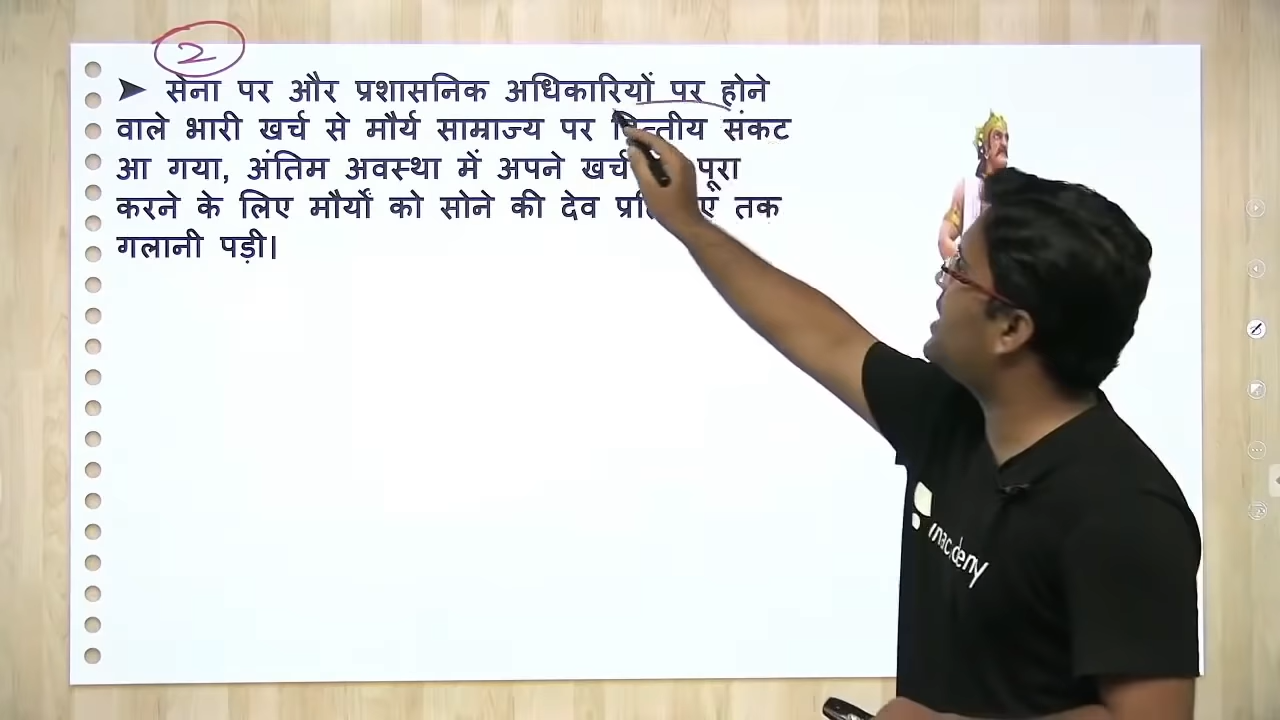 2
➤ सेना पर और प्रशासनिक अधिकारियों पर होने
वाले भारी खर्च से मौर्य साम्राज्य पर वित्तीय संकट
आ गया, अंतिम अवस्था में अपने खर्च पूरा
करने के लिए मौर्यों को सोने की देव तक
गलानी पड़ी।